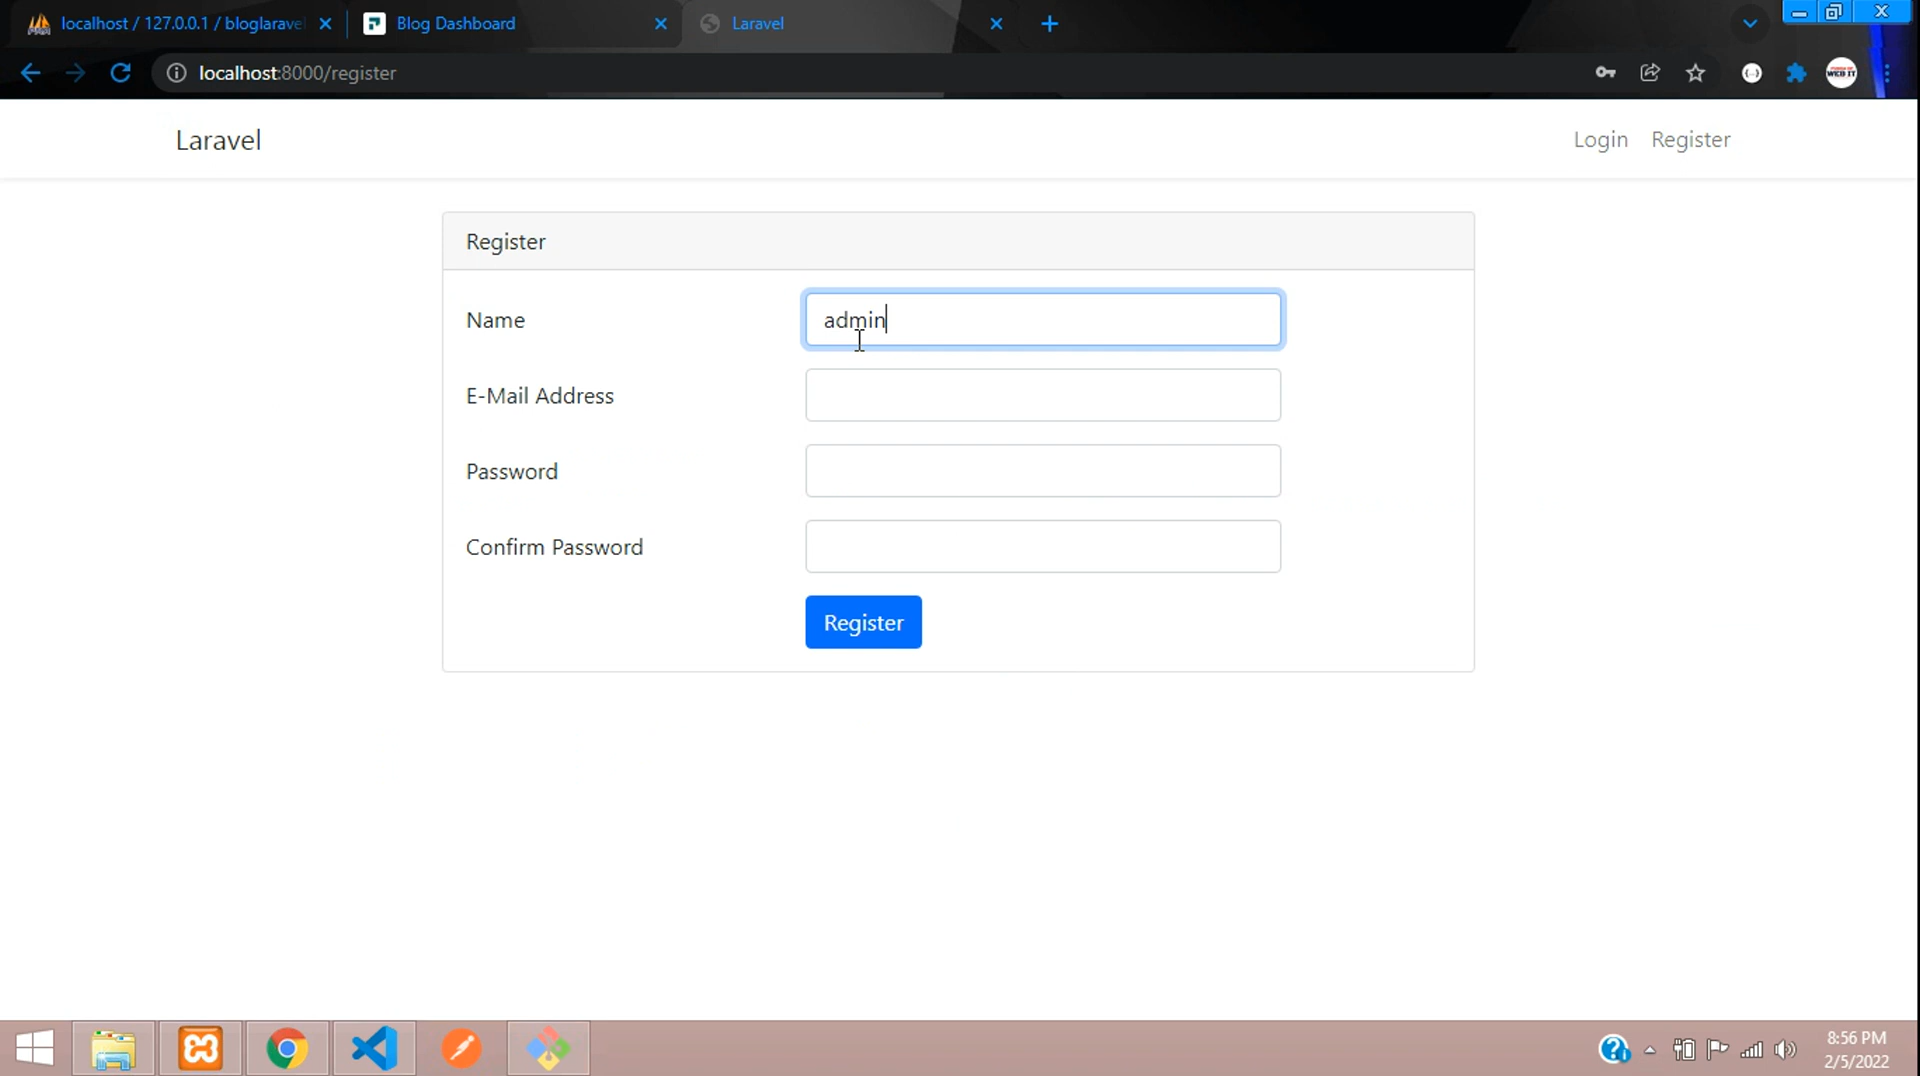 localhost / 127.0.0.1 / bloglarave
Blog Dashboard
Laravel
localhost:8000/register
Laravel
Login
Register
Register
Name
admin
E-Mail Address
Password
Confirm Password
Register
8:56 PM
2/5/2022